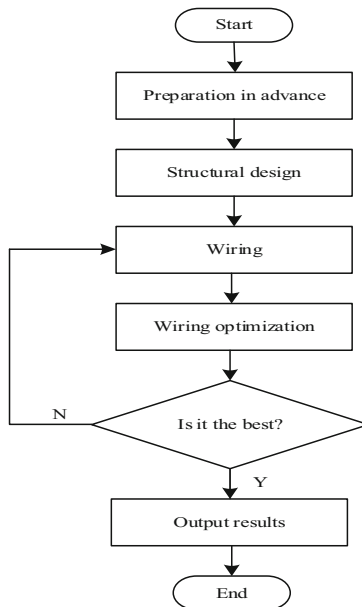 Start
Preparation in advance
Structural design
Wiring
Wiring optimization
Is it the best?
N
Y
Output results
End